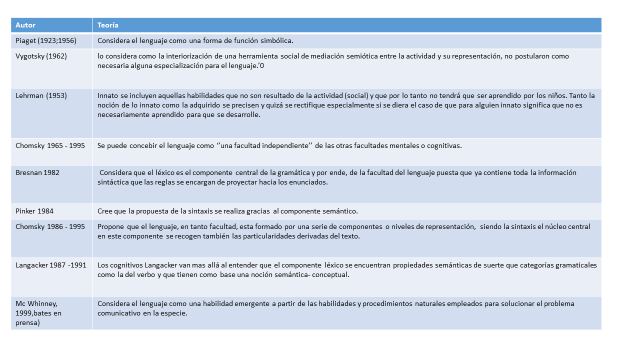 Autor Teoría
Piaget (1923;1956) Considera el lenguaje como una forma de función simbólica.
Vygotsky (1962) lo considera como la interiorización de una herramienta social de mediación semiótica entre la actividad y su representación, no postularon como
necesaria alguna especialización para el lenguaje.'0
Lehrman (1953) Innato se incluyen aquellas habilidades que no son resultado de la actividad (social) y que por lo tanto no tendrá que ser aprendido por los niños. Tanto la
noción de lo innato como la adquirido se precisen y quizá se rectifique especialmente si se diera el caso de que para alguien innato significa que no es
necesariamente aprendido para que se desarrolle.
Chomsky 1965 - 1995 Se puede concebir el lenguaje como ''una facultad independiente'' de las otras facultades mentales o cognitivas.
Bresnan 1982 Considera que el léxico es el componente central de la gramática y por ende, de la facultad del lenguaje puesta que ya contiene toda la información
sintáctica que las reglas se encargan de proyectar hacia los enunciados.
Pinker 1984 Cree que la propuesta de la sintaxis se realiza gracias al componente semántico.
Chomsky 1986 - 1995 Propone que el lenguaje, en tanto facultad, esta formado por una serie de componentes o niveles de representación, siendo la sintaxis el núcleo central
en este componente se recogen también las particularidades derivadas del texto.
Langacker 1987 -1991 Los cognitivos Langacker van mas allá al entender que el componente léxico se encuentran propiedades semánticas de suerte que categorías gramaticales
como la del verbo y que tienen como base una noción semántica- conceptual.
Mc Whinney, Considera el lenguaje como una habilidad emergente a partir de las habilidades y procedimientos naturales empleados para solucionar el problema
1999,bates en comunicativo en la especie.
prensa)